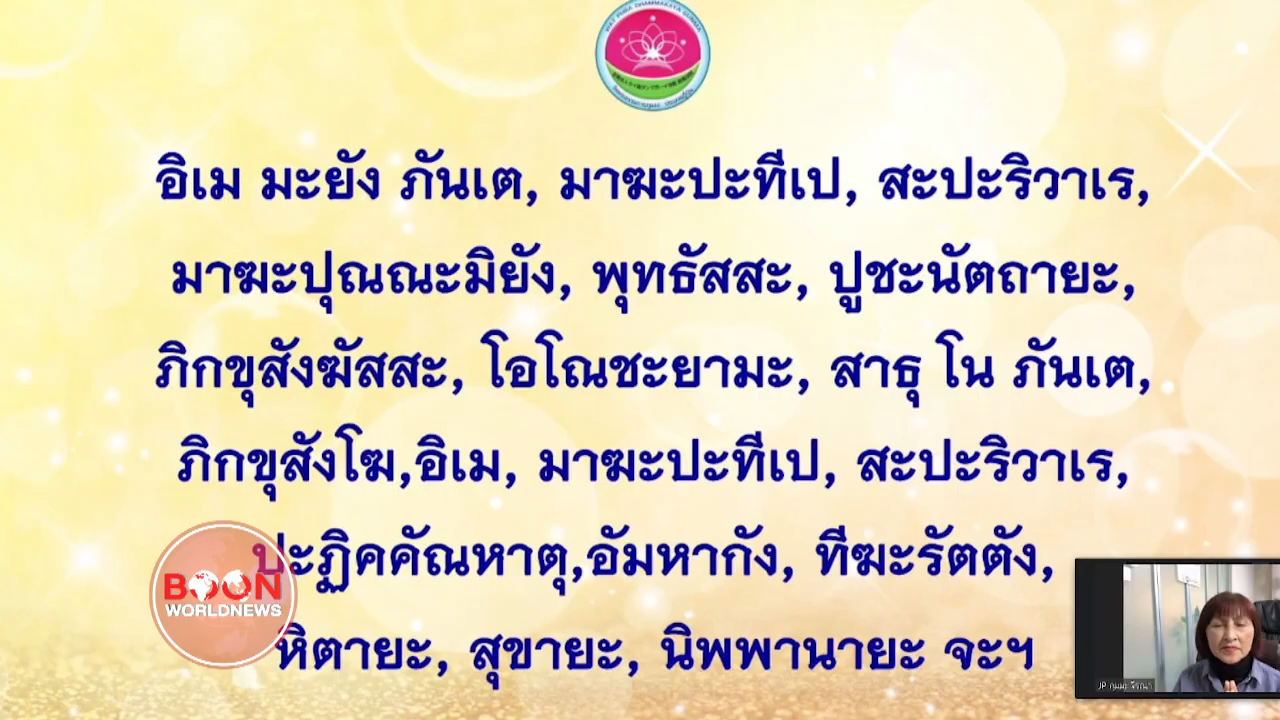 WAT PHRA DHAMMAKAYA GUNMA
อิเม มะยัง ภันเต, มาฆะปะทีเป, สะปะริวาเร,
มาฆะปุณณะมิยัง, พุทธัสสะ, ปูชะนัตถายะ,
ภิกขุสังฆัสสะ, โอโณชะยามะ, สาธุ โน ภันเต,
ภิกขุสังโฆ,อิเม, มาฆะปะทีเป, สะปะริวาเร,
ปะฏิคคัณหาตุ,อัมหากัง, ทีฆะรัตตัง,
หิตายะ, สุขายะ, นิพพานายะ จะฯ
BOON
WORLDNEWS
JP